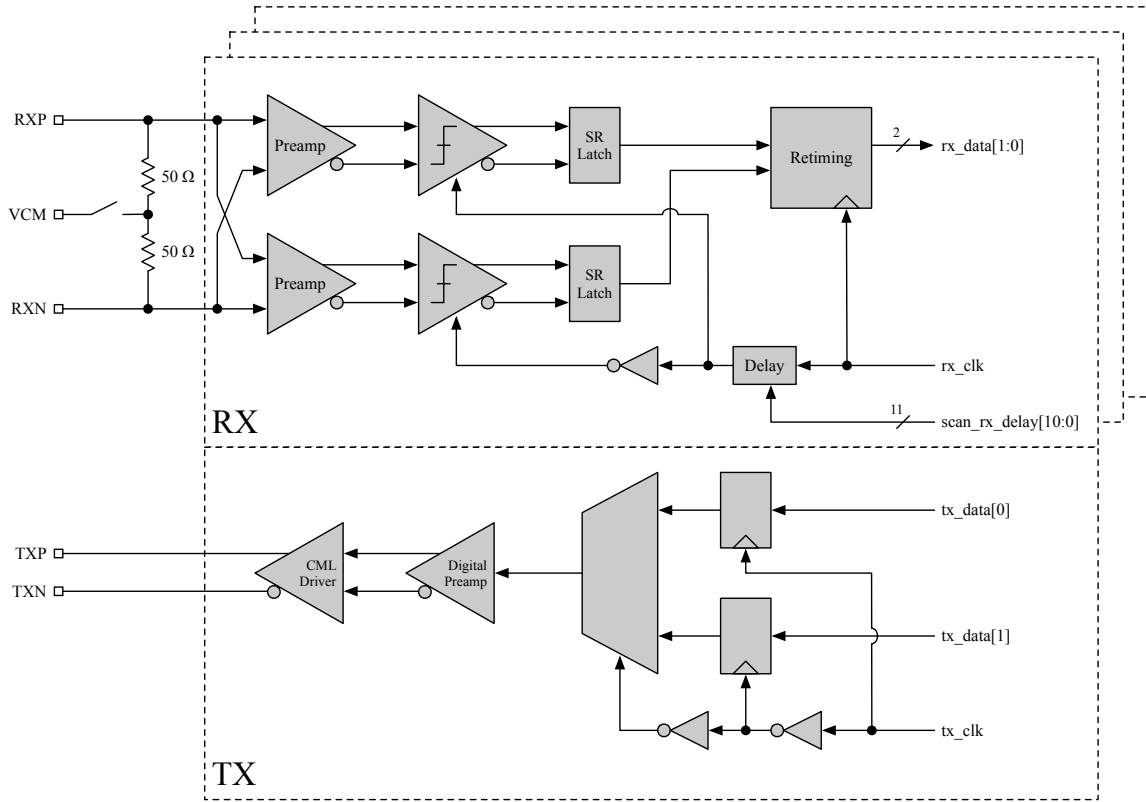 RXP
Preamp
SR
Latch
Retiming
2
rx_data[1:0]
50 Ω
VCM
50 Ω
RXN
Preamp
SR
Latch
Delay
rx_clk
11
scan_rx_delay[10:0]
RX
tx_data[0]
TXP
TXN
CML
Driver
Digital
Preamp
tx_data[1]
tx_clk
TX